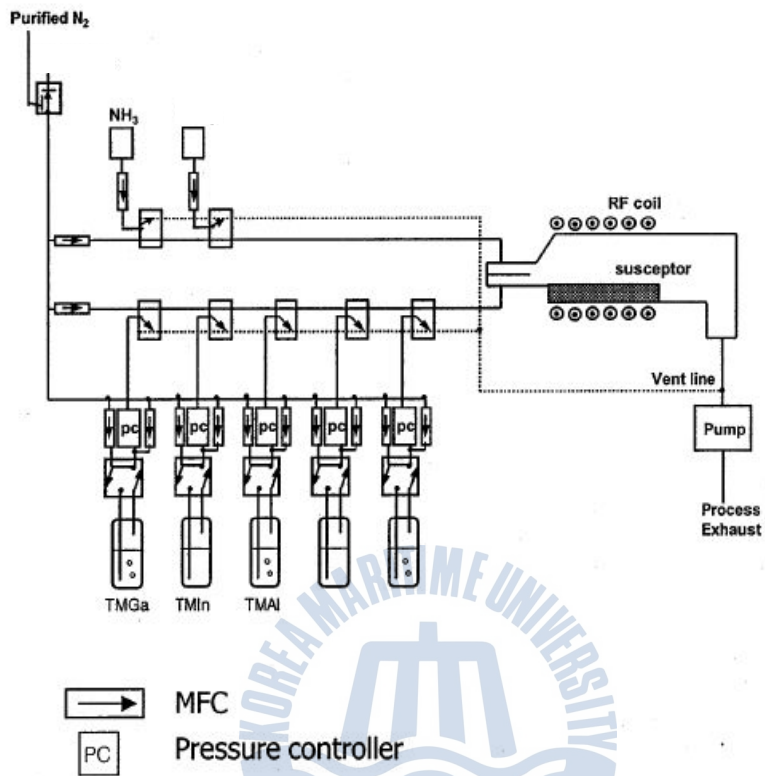 Purified N₂
NH₃
RF coil
susceptor
Vent line
pc pc pc pc pc
Pump
Process
Exhaust
TMGa TMIn TMAl
KOREA MARITIME UNIVERSITY
MFC
PC Pressure controller